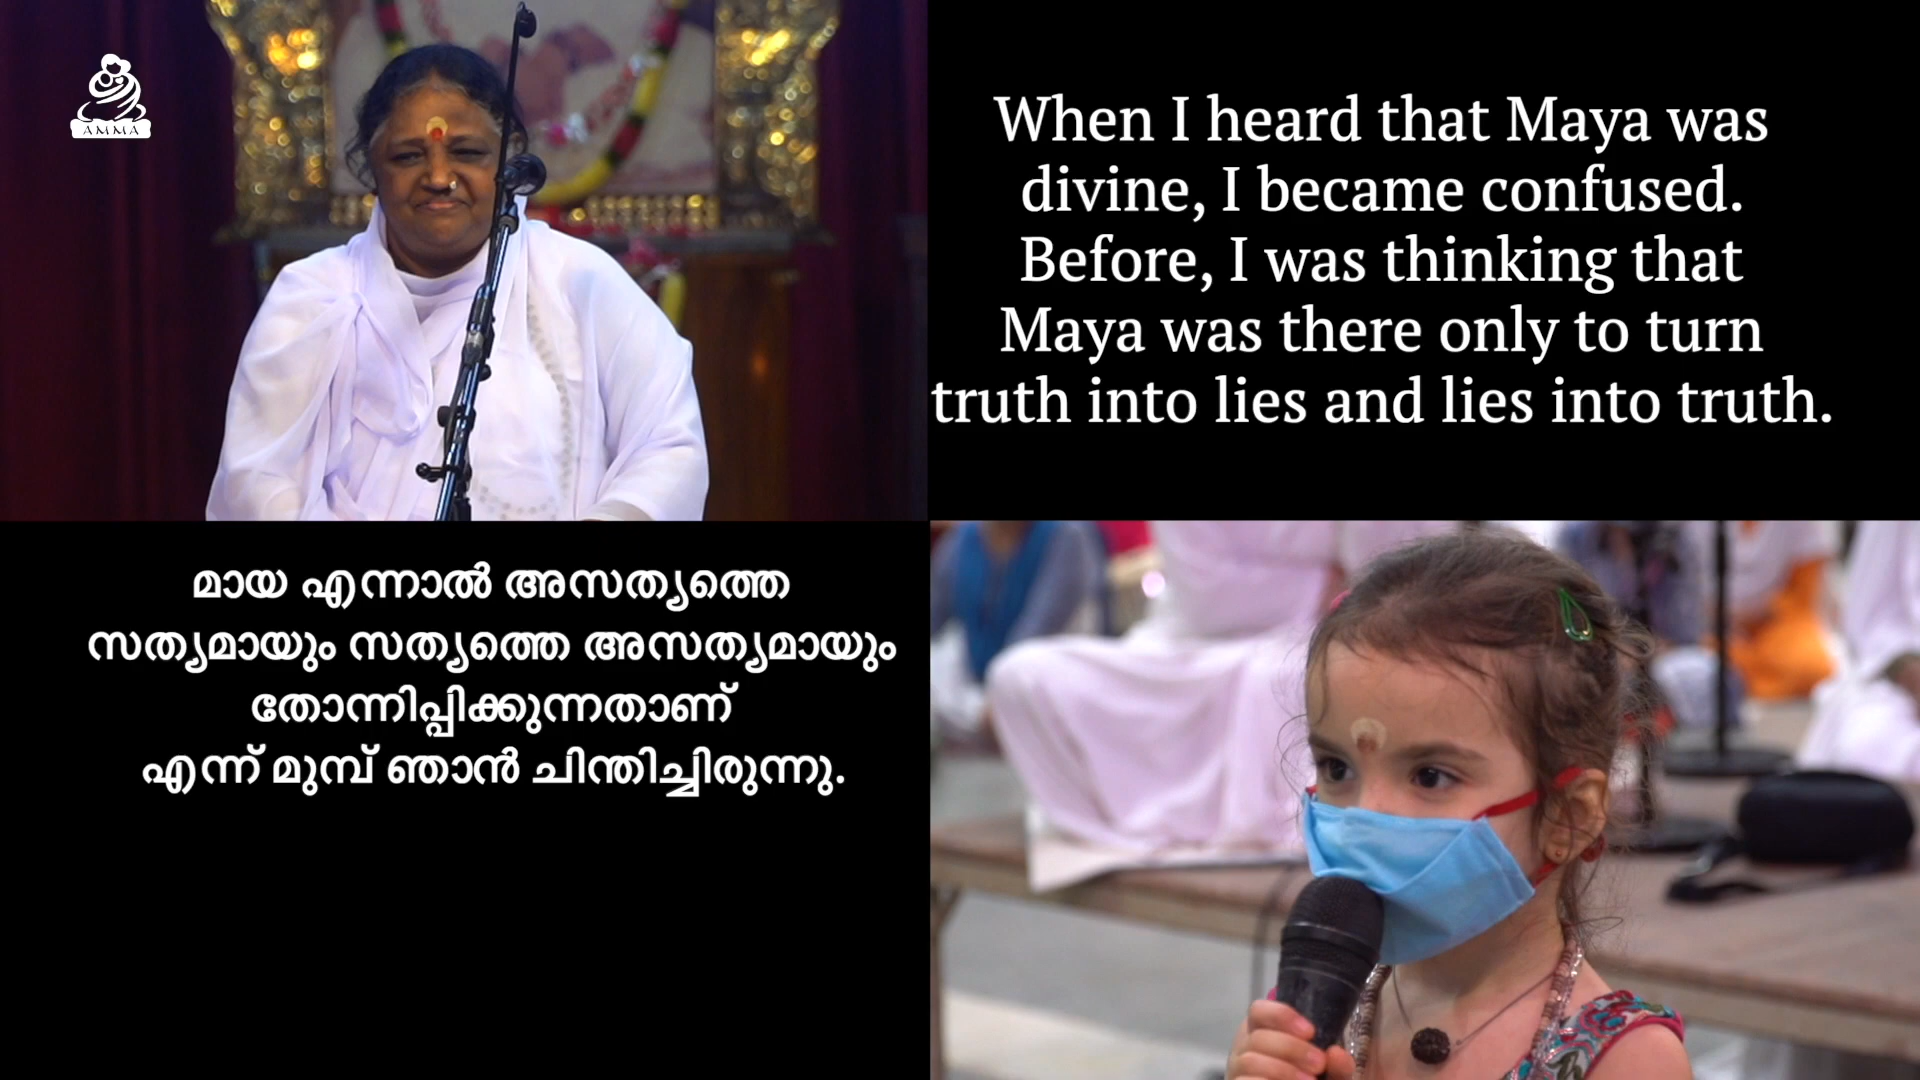 AMMA
When I heard that Maya was
divine, I became confused.
Before, I was thinking that
Maya was there only to turn
truth into lies and lies into truth.
മായ എന്നാൽ അസത്യത്തെ
സത്യമായും സത്യത്തെ അസത്യമായും
തോന്നിപ്പിക്കുന്നതാണ്
എന്ന് മുമ്പ് ഞാൻ ചിന്തിച്ചിരുന്നു.